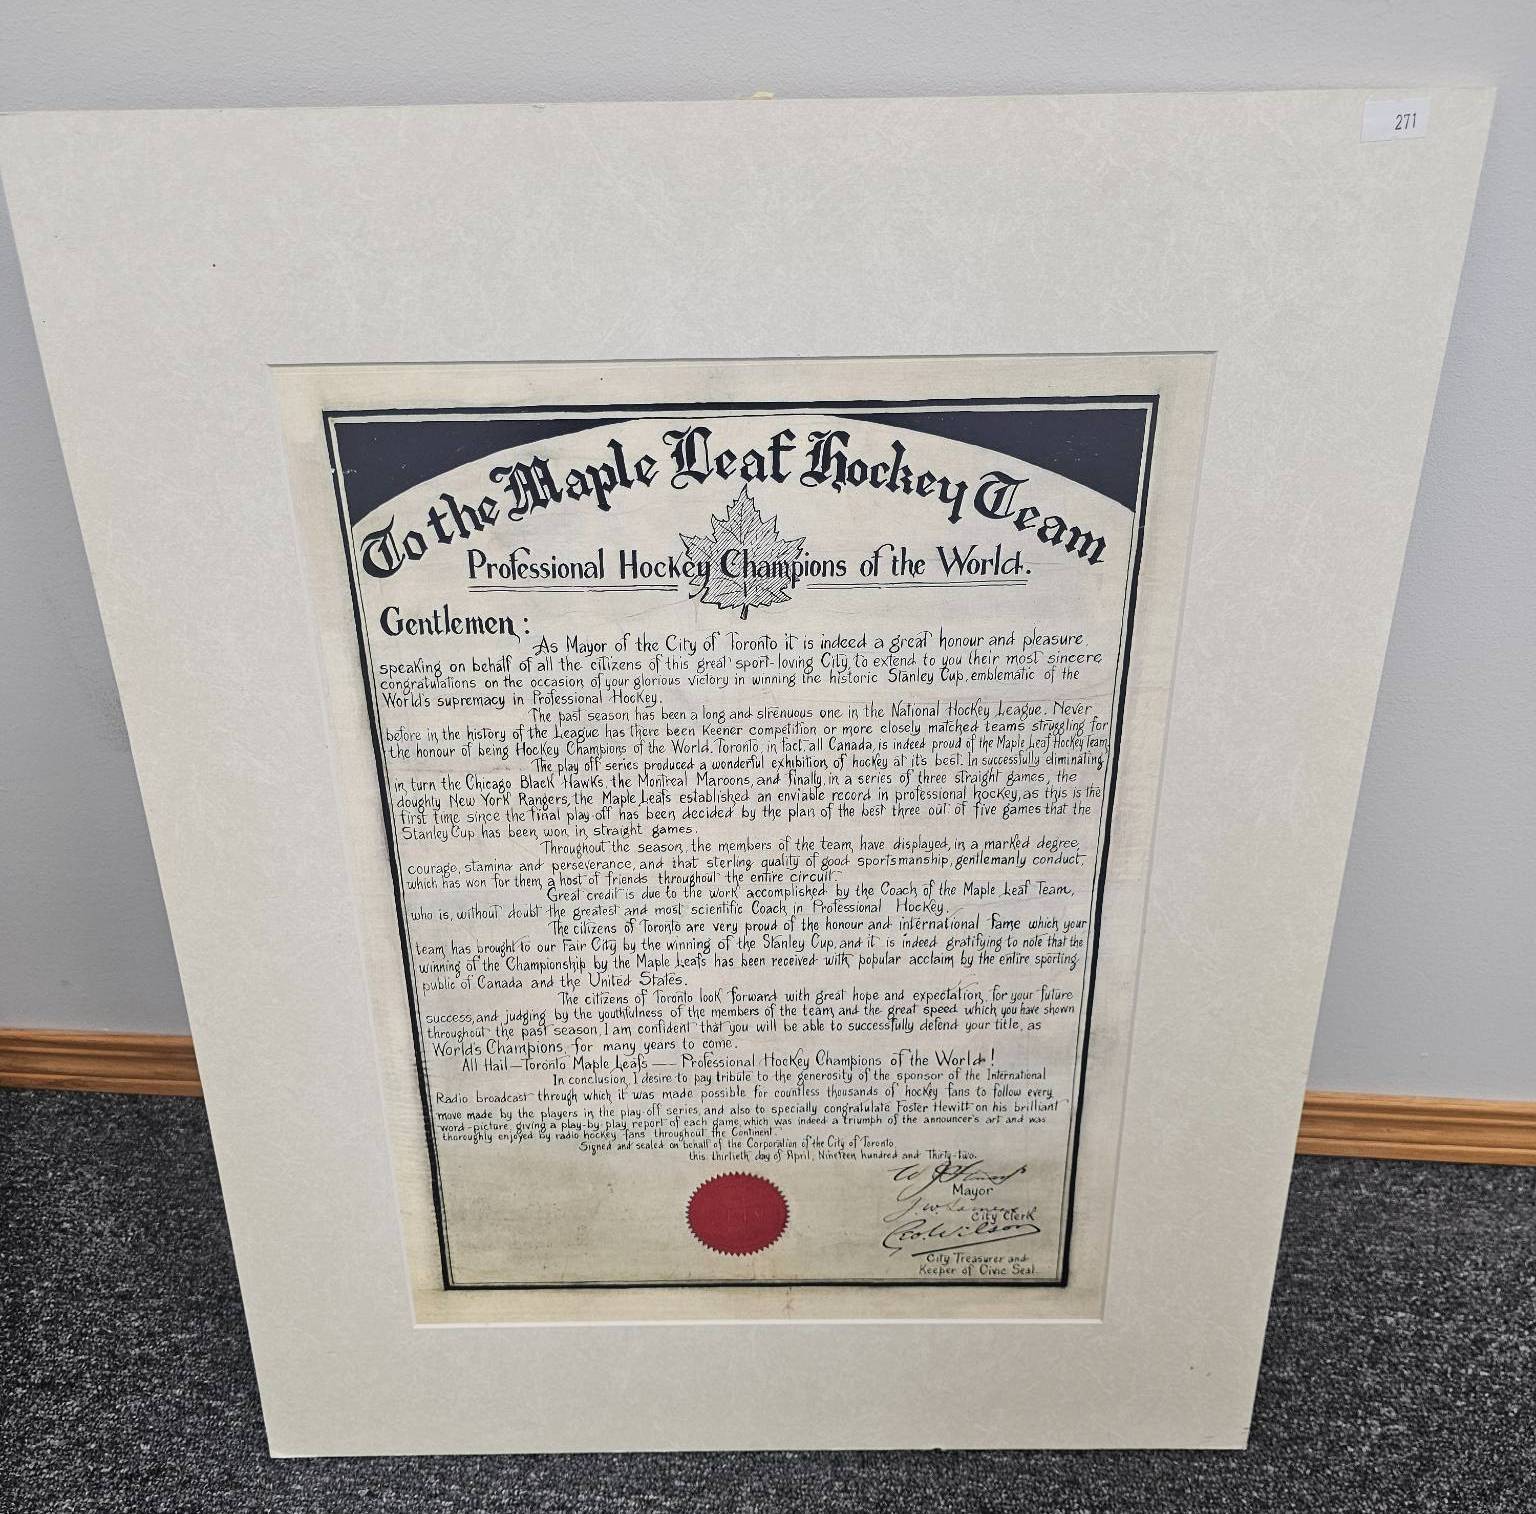 271
To the Maple Leaf Hockey Team
Professional Hockey Champions of the World.
Gentlemen:
As Mayor of the City of Toronto it is indeed a great honour and pleasure,
speaking on behalf of all the citizens of this great sport-loving City, to extend to you their most sincere
congratulations on the occasion of your glorious victory in winning the historic Stanley Cup, emblematic of the
World's supremacy in Professional Hockey.
The past season has been a long and strenuous one in the National Hockey League. Never
before in the history of the League has there been keener competition or more closely matched teams struggling for
the honour of being Hockey Champions of the World. Toronto, in fact all Canada, is indeed proud of the Maple Leaf Hockey Team.
The play off series produced a wonderful exhibition of hockey at it's best. In successfully eliminating
in turn the Chicago Black Hawks, the Montreal Maroons, and finally, in a series of three straight games, the
doughty New York Rangers, the Maple Leafs established an enviable record in professional hockey, as this is the
first time since the final play-off has been decided by the plan of the best three out of five games that the
Stanley Cup has been won in straight games.
Throughout the season, the members of the team have displayed, in a marked degree,
courage, stamina and perseverance, and that sterling quality of good sportsmanship, gentlemanly conduct,
which has won for them a host of friends throughout the entire circuit.
Great credit is due to the work accomplished by the Coach of the Maple Leaf Team,
who is, without doubt the greatest and most scientific Coach in Professional Hockey.
The citizens of Toronto are very proud of the honour and international fame which your
team has brought to our Fair City by the winning of the Stanley Cup, and it is indeed gratifying to note that the
winning of the Championship by the Maple Leafs has been received with popular acclaim by the entire sporting
public of Canada and the United States.
The citizens of Toronto look forward with great hope and expectation for your future
success, and judging by the youthfulness of the members of the team and the great speed which you have shown
throughout the past season, I am confident that you will be able to successfully defend your title, as
World's Champions, for many years to come.
All Hail—Toronto Maple Leafs — Professional Hockey Champions of the World!
In conclusion, I desire to pay tribute to the generosity of the sponsor of the International
Radio broadcast through which it was made possible for countless thousands of hockey fans to follow every
move made by the players in the play-off series, and also to specially congratulate Foster Hewitt on his brilliant
word-picture, giving a play-by play report of each game, which was indeed a triumph of the announcer's art and was
thoroughly enjoyed by radio hockey fans throughout the Continent.
Signed and sealed on behalf of the Corporation of the City of Toronto
this thirtieth day of April, Nineteen hundred and Thirty-two.
Mayor
City Clerk
Geo. Wilson
City Treasurer and
Keeper of Civic Seal